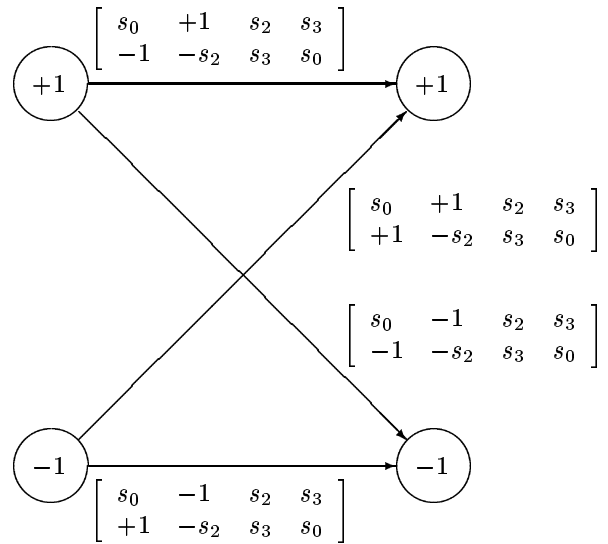 s₀ +1 s₂ s₃
−1 −s₂ s₃ s₀
+1 +1
s₀ +1 s₂ s₃
+1 −s₂ s₃ s₀
s₀ −1 s₂ s₃
−1 −s₂ s₃ s₀
−1 −1
s₀ −1 s₂ s₃
+1 −s₂ s₃ s₀